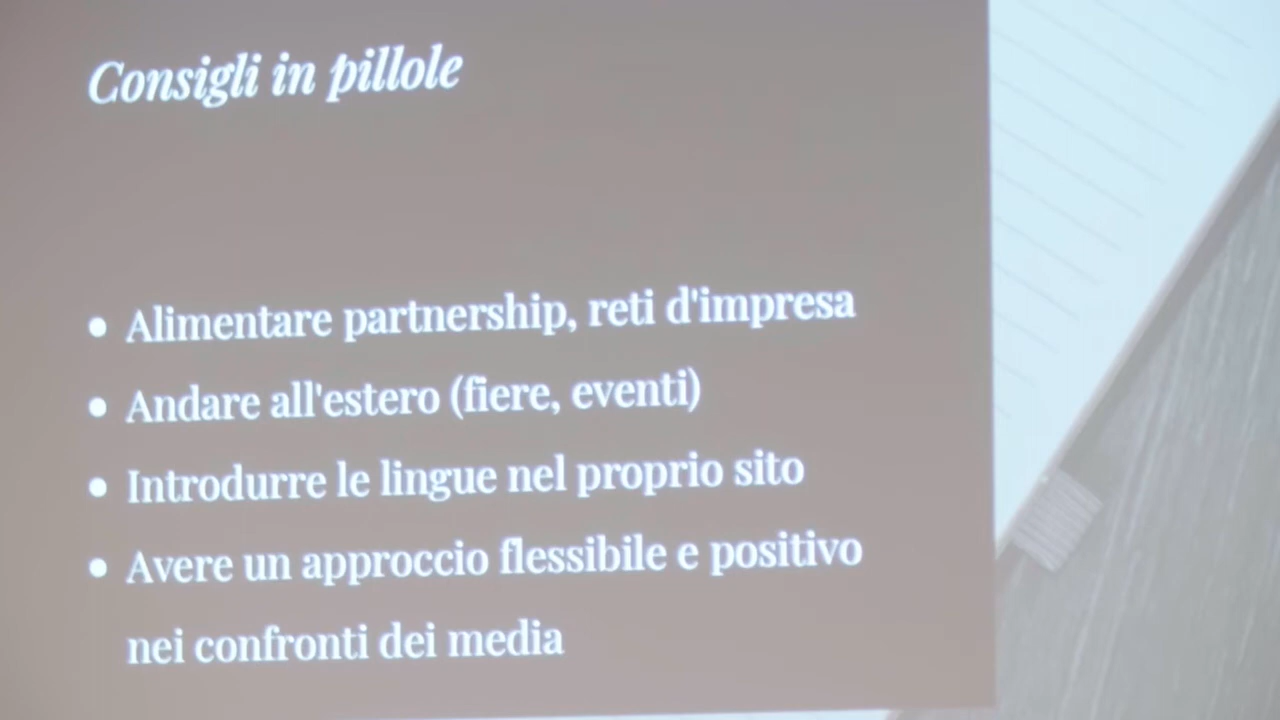 Consigli in pillole
• Alimentare partnership, reti d'impresa
• Andare all'estero (fiere, eventi)
• Introdurre le lingue nel proprio sito
• Avere un approccio flessibile e positivo
nei confronti dei media